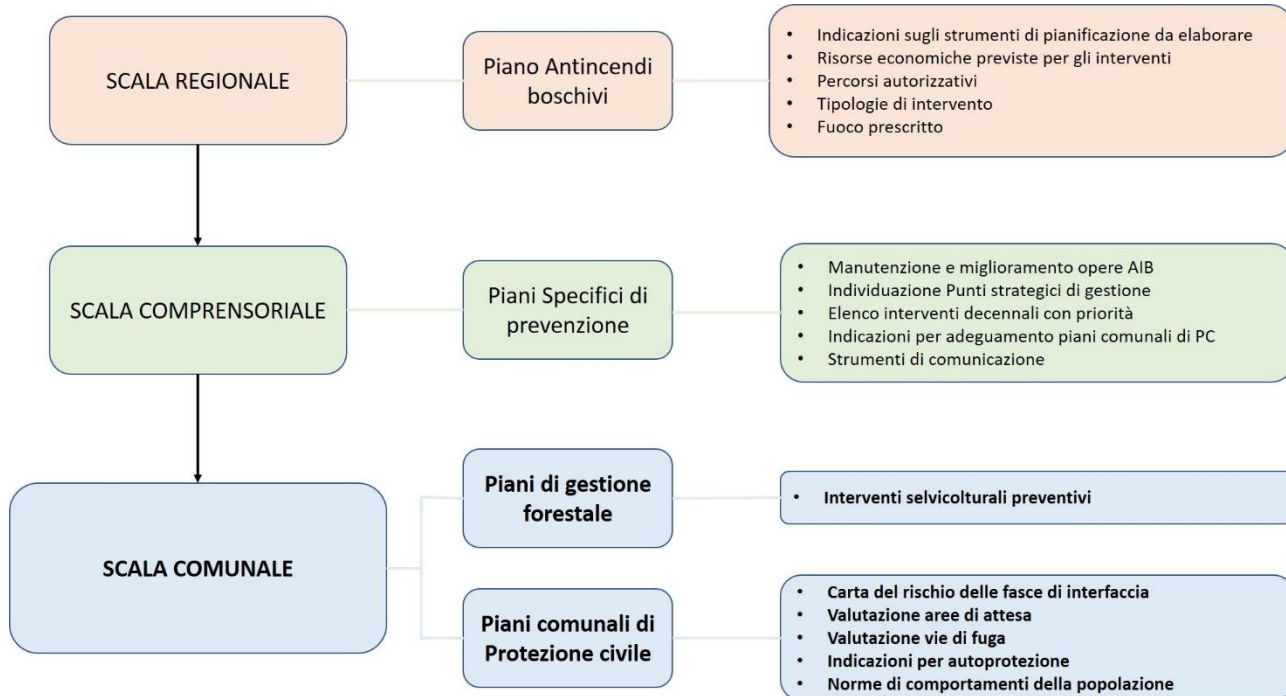 SCALA REGIONALE
Piano Antincendi
boschivi
• Indicazioni sugli strumenti di pianificazione da elaborare
• Risorse economiche previste per gli interventi
• Percorsi autorizzativi
• Tipologie di intervento
• Fuoco prescritto
SCALA COMPRENSORIALE
Piani Specifici di
prevenzione
• Manutenzione e miglioramento opere AIB
• Individuazione Punti strategici di gestione
• Elenco interventi decennali con priorità
• Indicazioni per adeguamento piani comunali di PC
• Strumenti di comunicazione
SCALA COMUNALE
Piani di gestione
forestale
• Interventi selvicolturali preventivi
Piani comunali di
Protezione civile
• Carta del rischio delle fasce di interfaccia
• Valutazione aree di attesa
• Valutazione vie di fuga
• Indicazioni per autoprotezione
• Norme di comportamenti della popolazione